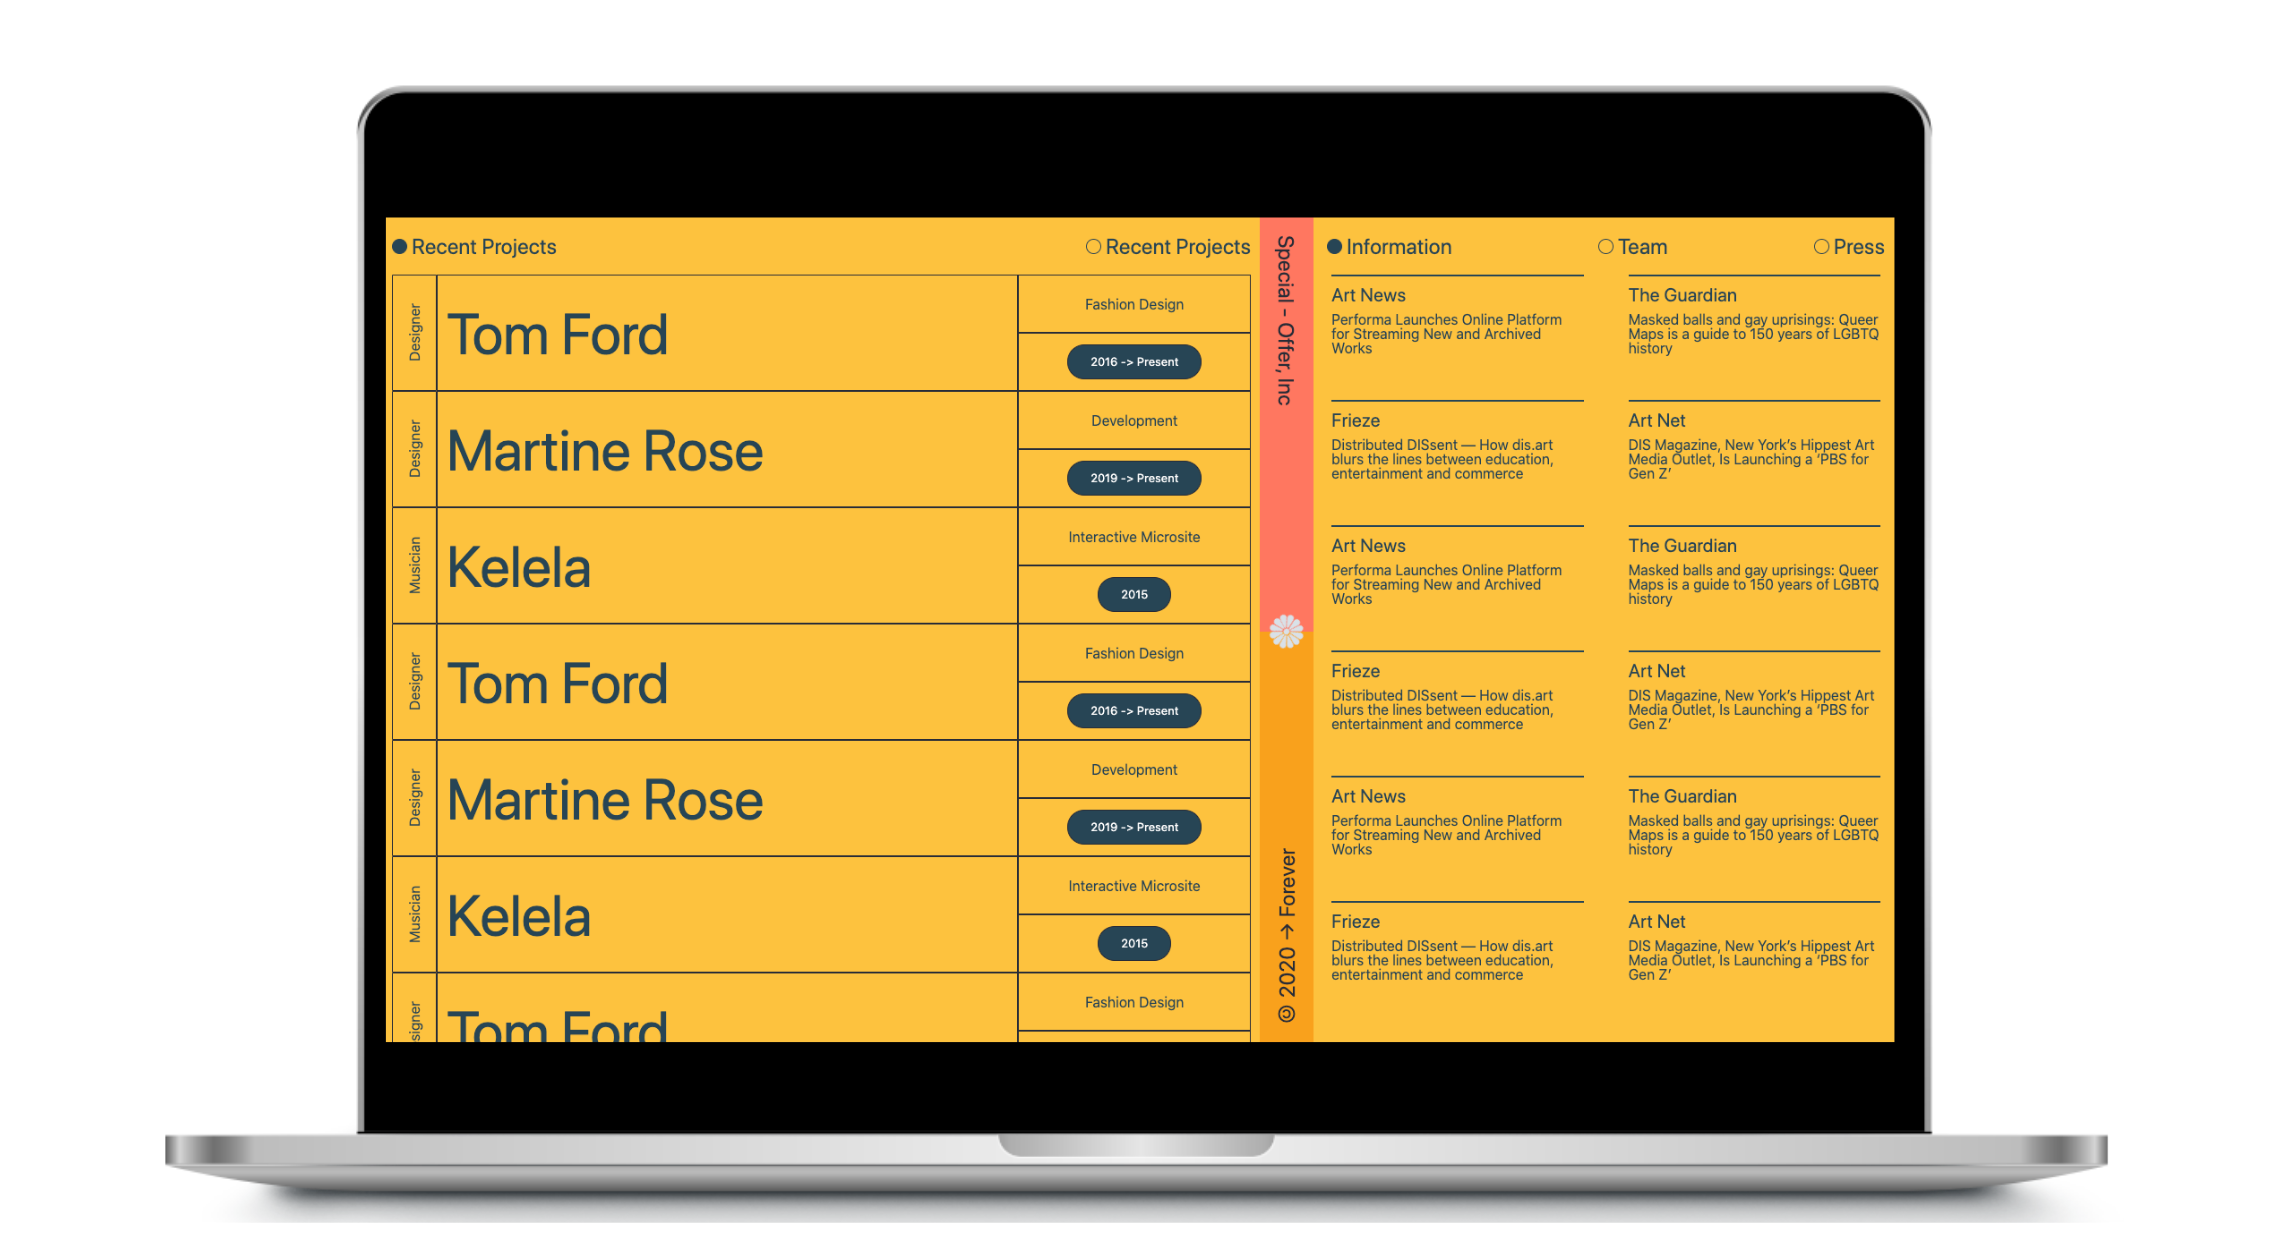 Recent Projects
Recent Projects
Designer
Tom Ford
Fashion Design
2016 -> Present
Designer
Martine Rose
Development
2019 -> Present
Musician
Kelela
Interactive Microsite
2015
Designer
Tom Ford
Fashion Design
2016 -> Present
Designer
Martine Rose
Development
2019 -> Present
Musician
Kelela
Interactive Microsite
2015
signer
Tom Ford
Fashion Design
Special - Offer, Inc
© 2020 → Forever
Information
Team
Press
Art News
Performa Launches Online Platform
for Streaming New and Archived
Works
The Guardian
Masked balls and gay uprisings: Queer
Maps is a guide to 150 years of LGBTQ
history
Frieze
Distributed DISsent — How dis.art
blurs the lines between education,
entertainment and commerce
Art Net
DIS Magazine, New York’s Hippest Art
Media Outlet, Is Launching a ‘PBS for
Gen Z’
Art News
Performa Launches Online Platform
for Streaming New and Archived
Works
The Guardian
Masked balls and gay uprisings: Queer
Maps is a guide to 150 years of LGBTQ
history
Frieze
Distributed DISsent — How dis.art
blurs the lines between education,
entertainment and commerce
Art Net
DIS Magazine, New York’s Hippest Art
Media Outlet, Is Launching a ‘PBS for
Gen Z’
Art News
Performa Launches Online Platform
for Streaming New and Archived
Works
The Guardian
Masked balls and gay uprisings: Queer
Maps is a guide to 150 years of LGBTQ
history
Frieze
Distributed DISsent — How dis.art
blurs the lines between education,
entertainment and commerce
Art Net
DIS Magazine, New York’s Hippest Art
Media Outlet, Is Launching a ‘PBS for
Gen Z’